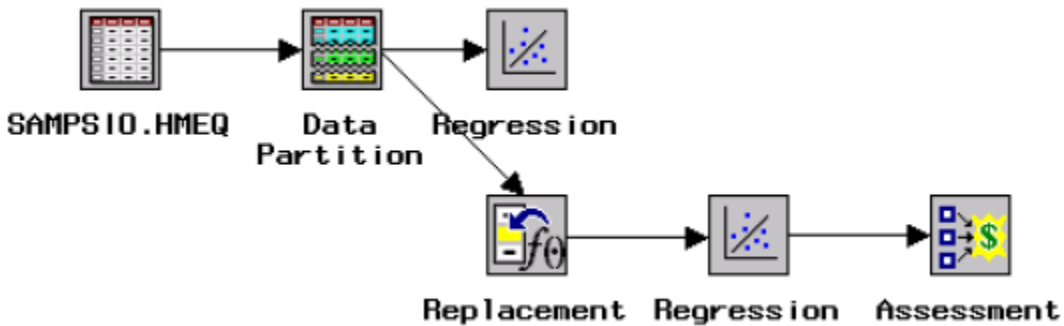 SAMPSIO.HMEQ
Data
Partition
Regression
f()
Replacement
Regression
$
Assessment